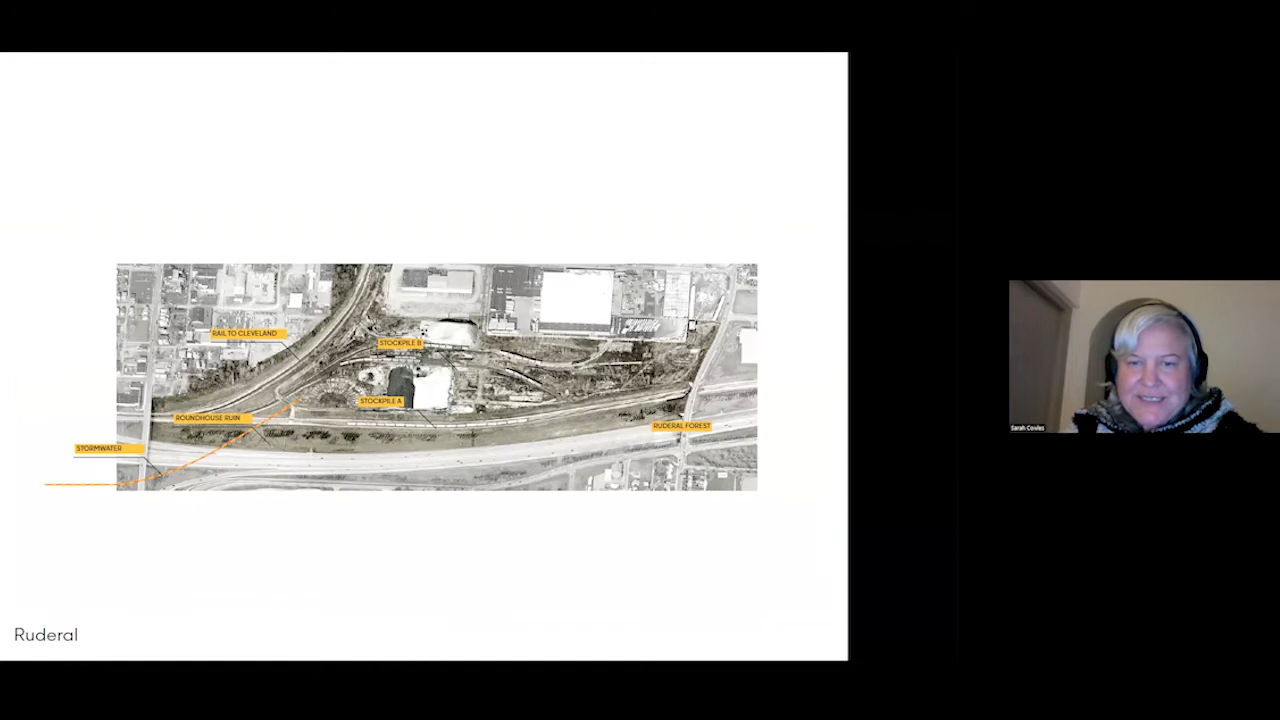 RAIL TO CLEVELAND
STOCKPILE B
STOCKPILE A
ROUNDHOUSE RUIN
RUDERAL FOREST
STORMWATER
Sarah Cowles
Ruderal